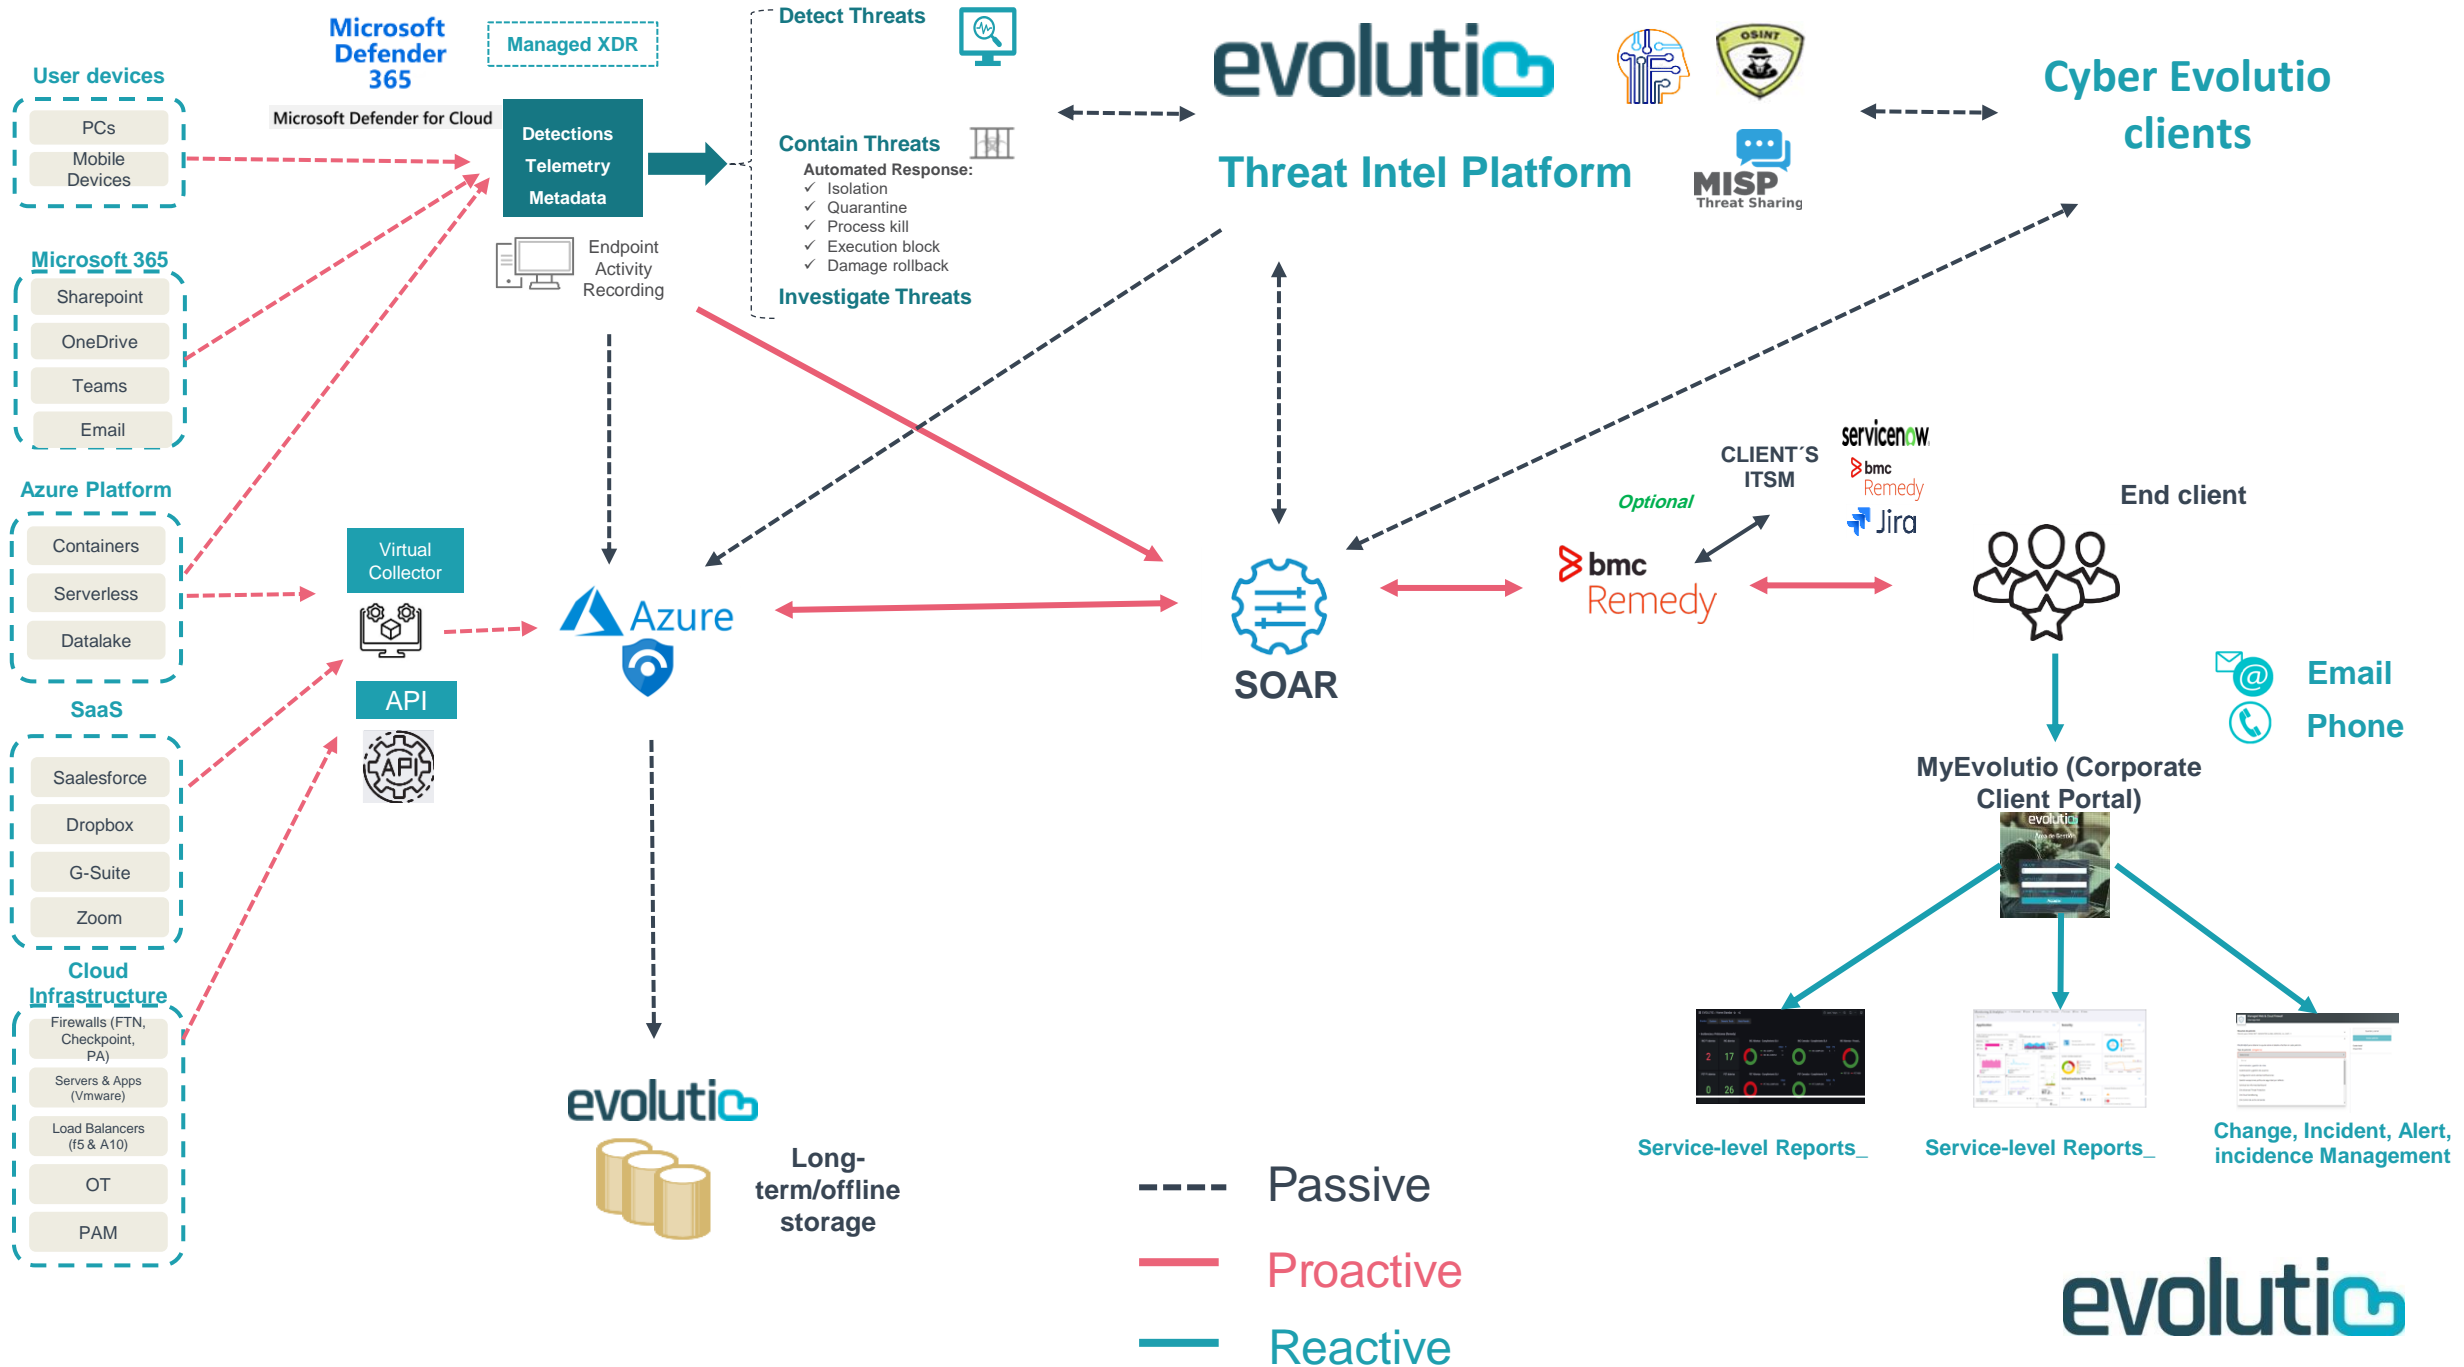 User devices
PCs
Mobile
Devices
Microsoft 365
Sharepoint
OneDrive
Teams
Email
Azure Platform
Containers
Serverless
Datalake
SaaS
Saalesforce
Dropbox
G-Suite
Zoom
Cloud
Infrastructure
Firewalls (FTN,
Checkpoint,
PA)
Servers & Apps
(Vmware)
Load Balancers
(f5 & A10)
OT
PAM
Microsoft
Defender
365
Managed XDR
Microsoft Defender for Cloud
Detections
Telemetry
Metadata
Endpoint
Activity
Recording
Virtual
Collector
API
API
Azure
evolutio
Long-
term/offline
storage
Detect Threats
Contain Threats
Automated Response:
✓ Isolation
✓ Quarantine
✓ Process kill
✓ Execution block
✓ Damage rollback
Investigate Threats
evolutio
Threat Intel Platform
OSINT
MISP
Threat Sharing
Cyber Evolutio
clients
SOAR
Optional
bmc
Remedy
CLIENT´S
ITSM
servicenow
bmc
Remedy
Jira
End client
@
Email
Phone
MyEvolutio (Corporate
Client Portal)
evolutio
2
17
0
26
Service-level Reports_
Service-level Reports_
Change, Incident, Alert,
incidence Management
Passive
Proactive
Reactive
evolutio